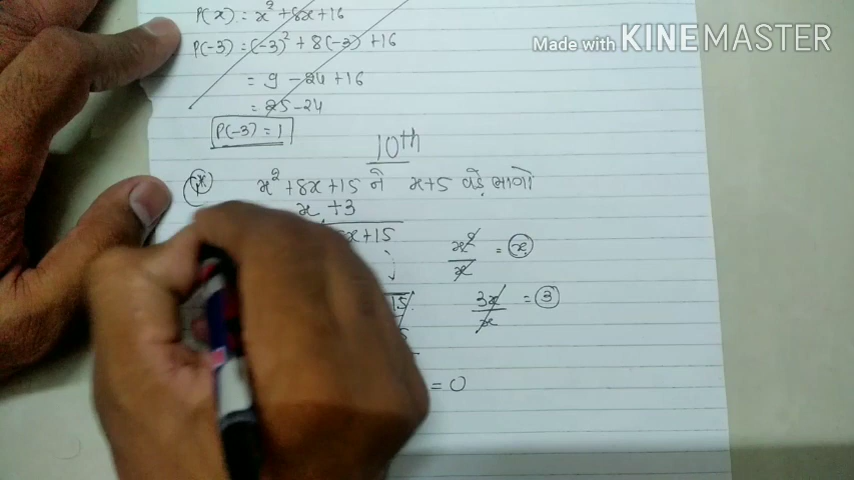 P(x) = x² + 8x + 16
Made with KINEMASTER
P(-3) = (-3)² + 8(-3) + 16
= 9 - 24 + 16
= 25 - 24
P(-3) = 1
10th
x² + 8x + 15 ને x+5 વડે ભાગો
x + 3
x + 15
x²/x = x
15
3x/x = 3
= 0